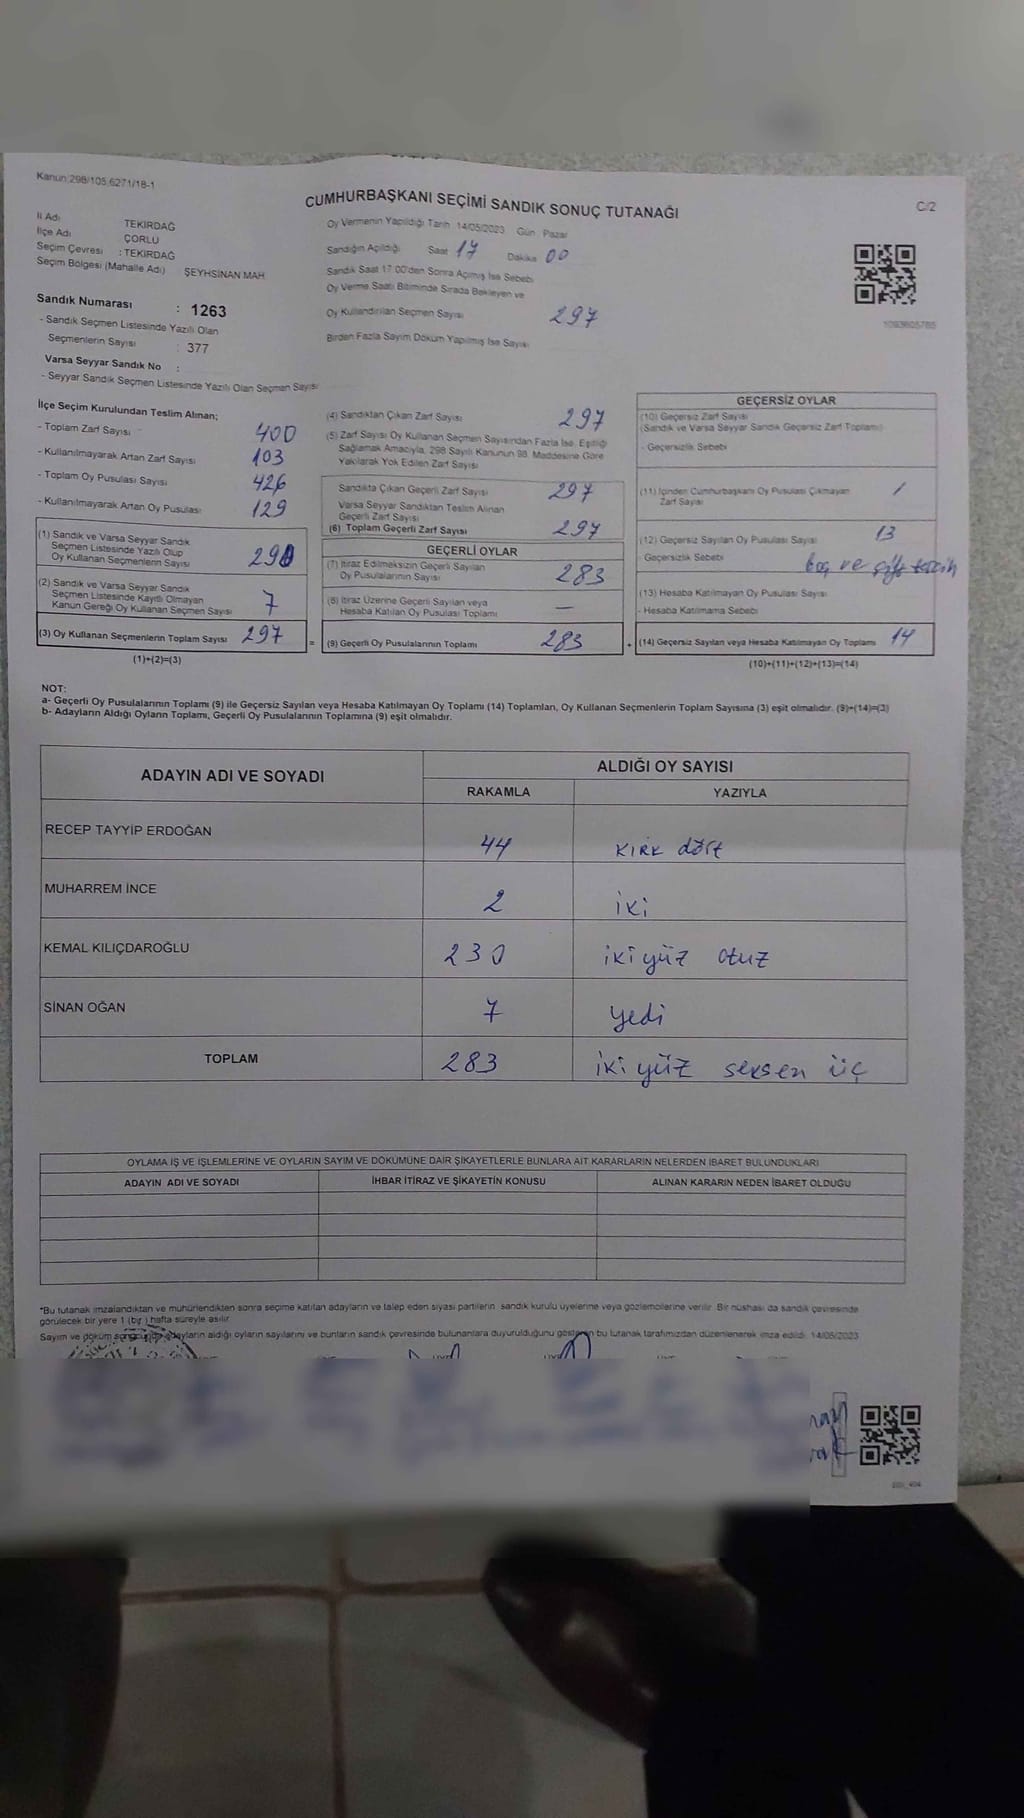 Kanun:298/105,6271/18-1
CUMHURBAŞKANI SEÇİMİ SANDIK SONUÇ TUTANAĞI
C/2
İl Adı TEKİRDAĞ
İlçe Adı ÇORLU
Seçim Çevresi : TEKİRDAĞ
Seçim Bölgesi (Mahalle Adı) ŞEYHSİNAN MAH
Sandık Numarası : 1263
- Sandık Seçmen Listesinde Yazılı Olan
Seçmenlerin Sayısı : 377
Varsa Seyyar Sandık No :
- Seyyar Sandık Seçmen Listesinde Yazılı Olan Seçmen Sayısı
Oy Vermenin Yapıldığı Tarih 14/05/2023 Gün Pazar
Sandığın Açıldığı Saat 17 Dakika 00
Sandık Saat 17:00'den Sonra Açılmış İse Sebebi
Oy Verme Saati Bitiminde Sırada Bekleyen ve
Oy Kullandırılan Seçmen Sayısı 297
Birden Fazla Sayım Döküm Yapılmış İse Sayısı
1093605785
İlçe Seçim Kurulundan Teslim Alınan;
- Toplam Zarf Sayısı 400
- Kullanılmayarak Artan Zarf Sayısı 103
- Toplam Oy Pusulası Sayısı 426
- Kullanılmayarak Artan Oy Pusulası 129
(1) Sandık ve Varsa Seyyar Sandık
Seçmen Listesinde Yazılı Olup
Oy Kullanan Seçmenlerin Sayısı 290
(2) Sandık ve Varsa Seyyar Sandık
Seçmen Listesinde Kayıtlı Olmayan
Kanun Gereği Oy Kullanan Seçmen Sayısı 7
(3) Oy Kullanan Seçmenlerin Toplam Sayısı 297 =
(1)+(2)=(3)
(4) Sandıktan Çıkan Zarf Sayısı 297
(5) Zarf Sayısı Oy Kullanan Seçmen Sayısından Fazla İse, Eşitliği
Sağlamak Amacıyla, 298 Sayılı Kanunun 98. Maddesine Göre
Yakılarak Yok Edilen Zarf Sayısı
Sandıkta Çıkan Geçerli Zarf Sayısı 297
Varsa Seyyar Sandıktan Teslim Alınan
Geçerli Zarf Sayısı
(6) Toplam Geçerli Zarf Sayısı 297
GEÇERLİ OYLAR
(7) İtiraz Edilmeksizin Geçerli Sayılan
Oy Pusulalarının Sayısı 283
(8) İtiraz Üzerine Geçerli Sayılan veya
Hesaba Katılan Oy Pusulası Toplamı —
(9) Geçerli Oy Pusulalarının Toplamı 283 +
GEÇERSİZ OYLAR
(10) Geçersiz Zarf Sayısı
(Sandık ve Varsa Seyyar Sandık Geçersiz Zarf Toplamı)
- Geçersizlik Sebebi
(11) İçinden Cumhurbaşkanı Oy Pusulası Çıkmayan
Zarf Sayısı 1
(12) Geçersiz Sayılan Oy Pusulası Sayısı 13
- Geçersizlik Sebebi boş ve çift tercih
(13) Hesaba Katılmayan Oy Pusulası Sayısı
- Hesaba Katılmama Sebebi
(14) Geçersiz Sayılan veya Hesaba Katılmayan Oy Toplamı 14
(10)+(11)+(12)+(13)=(14)
NOT:
a- Geçerli Oy Pusulalarının Toplamı (9) ile Geçersiz Sayılan veya Hesaba Katılmayan Oy Toplamı (14) Toplamları, Oy Kullanan Seçmenlerin Toplam Sayısına (3) eşit olmalıdır. (9)+(14)=(3)
b- Adayların Aldığı Oyların Toplamı, Geçerli Oy Pusulalarının Toplamına (9) eşit olmalıdır.
ADAYIN ADI VE SOYADI ALDIĞI OY SAYISI
RAKAMLA YAZIYLA
RECEP TAYYİP ERDOĞAN 44 KIRK dört
MUHARREM İNCE 2 iki
KEMAL KILIÇDAROĞLU 230 iki yüz otuz
SİNAN OĞAN 7 yedi
TOPLAM 283 iki yüz seksen üç
OYLAMA İŞ VE İŞLEMLERİNE VE OYLARIN SAYIM VE DÖKÜMÜNE DAİR ŞİKAYETLERLE BUNLARA AİT KARARLARIN NELERDEN İBARET BULUNDUKLARI
ADAYIN ADI VE SOYADI İHBAR İTİRAZ VE ŞİKAYETİN KONUSU ALINAN KARARIN NEDEN İBARET OLDUĞU
*Bu tutanak imzalandıktan ve mühürlendikten sonra seçime katılan adayların ve talep eden siyasi partilerin sandık kurulu üyelerine veya gözlemcilerine verilir. Bir nüshası da sandık çevresinde
görülecek bir yere 1 (bir) hafta süreyle asılır.
Sayım ve döküm sonucunda adayların aldığı oyların sayılarını ve bunların sandık çevresinde bulunanlara duyurulduğunu gösteren bu tutanak tarafımızdan düzenlenerek imza edildi. 14/05/2023